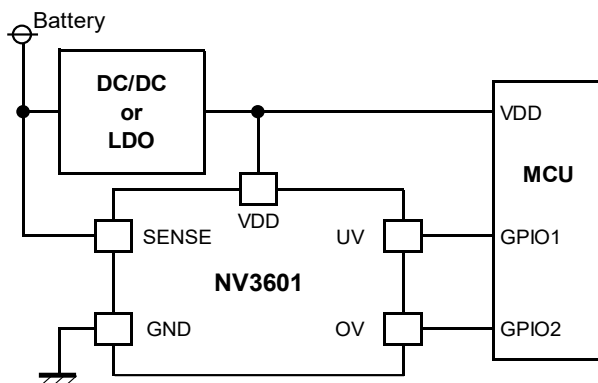 Battery
DC/DC
or
LDO
VDD
MCU
VDD
SENSE
UV
GPIO1
NV3601
GND
OV
GPIO2